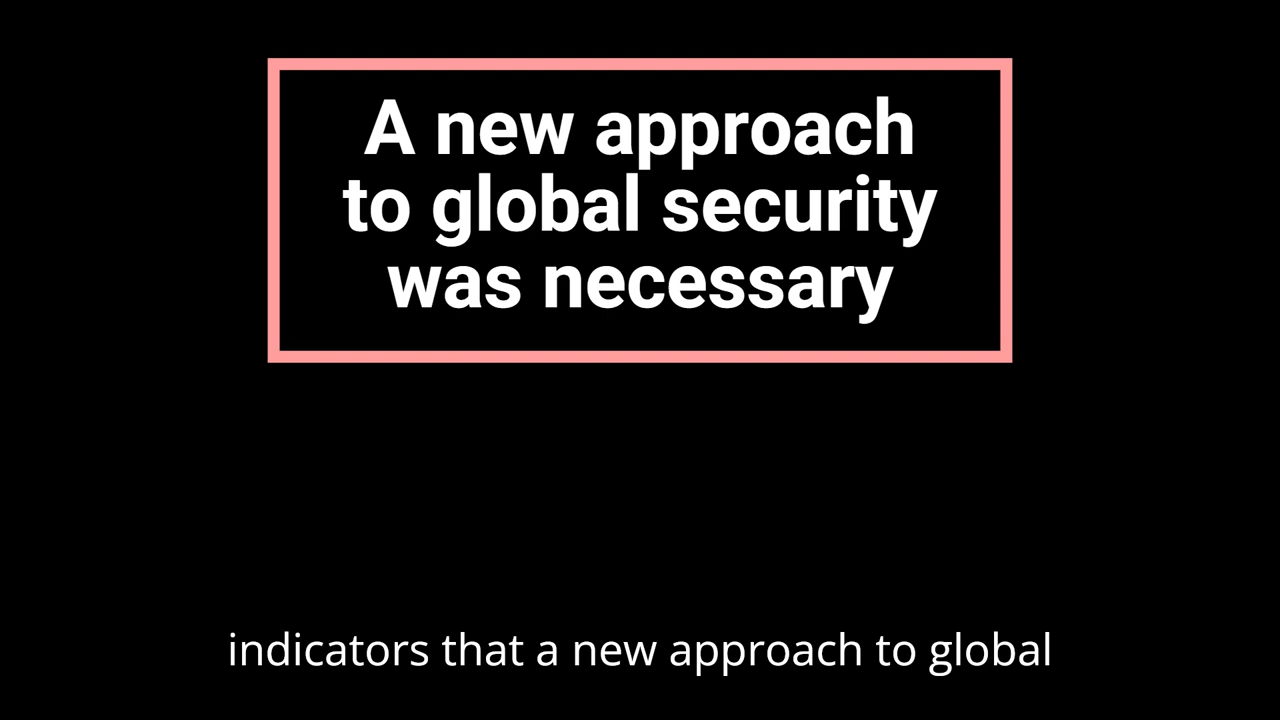 A new approach
to global security
was necessary
indicators that a new approach to global